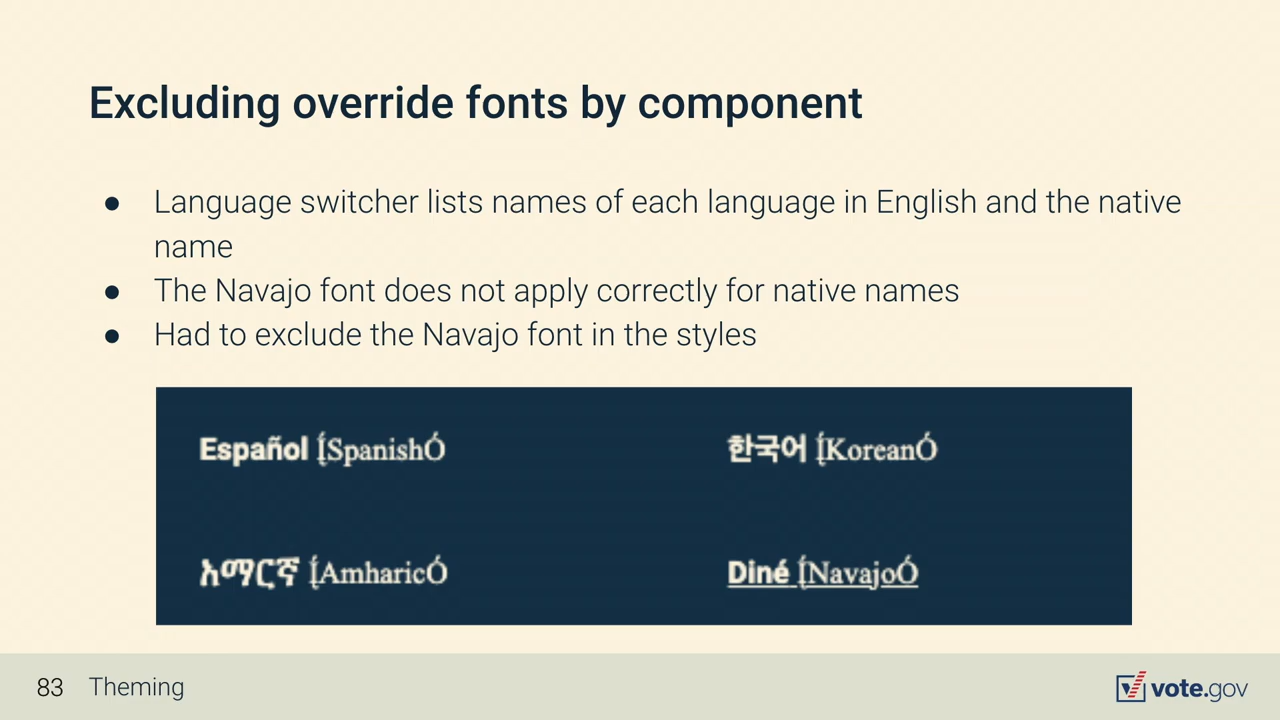 Excluding override fonts by component
● Language switcher lists names of each language in English and the native
name
● The Navajo font does not apply correctly for native names
● Had to exclude the Navajo font in the styles
Español Į́SpanishÓ
한국어 Į́KoreanÓ
አማርኛ Į́AmharicÓ
Diné Į́NavajoÓ
83 Theming
vote.gov